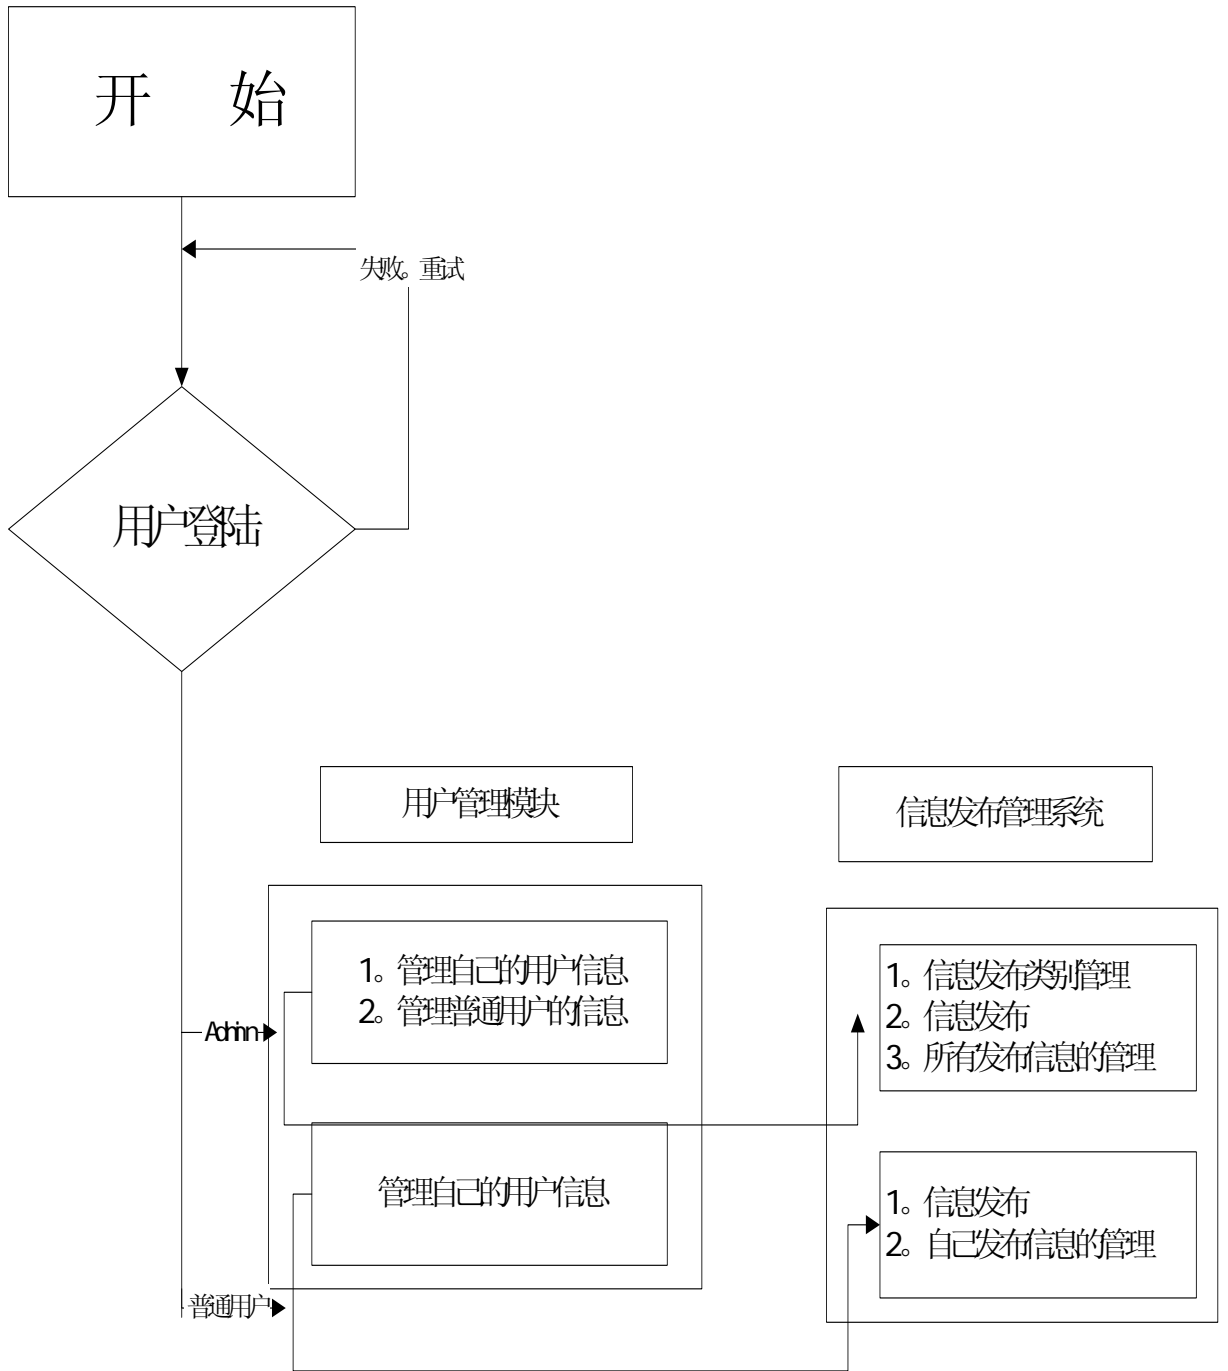 开 始
失败。重试
用户登陆
用户管理模块
信息发布管理系统
1。管理自己的用户信息
2。管理普通用户的信息
1。信息发布类别管理
2。信息发布
3。所有发布信息的管理
Admin
管理自己的用户信息
1。信息发布
2。自己发布信息的管理
普通用户